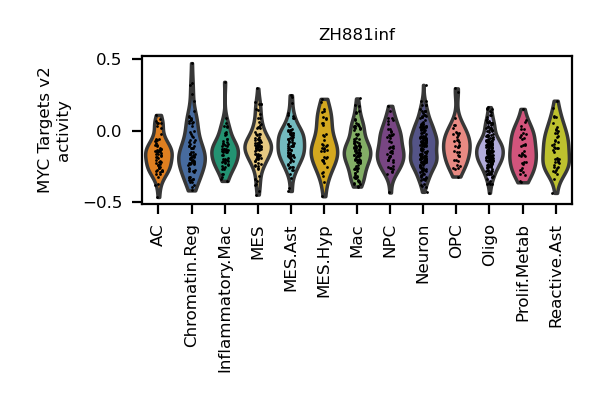 ZH881inf
MYC Targets v2
activity
0.5
0.0
−0.5
AC
Chromatin.Reg
Inflammatory.Mac
MES
MES.Ast
MES.Hyp
Mac
NPC
Neuron
OPC
Oligo
Prolif.Metab
Reactive.Ast